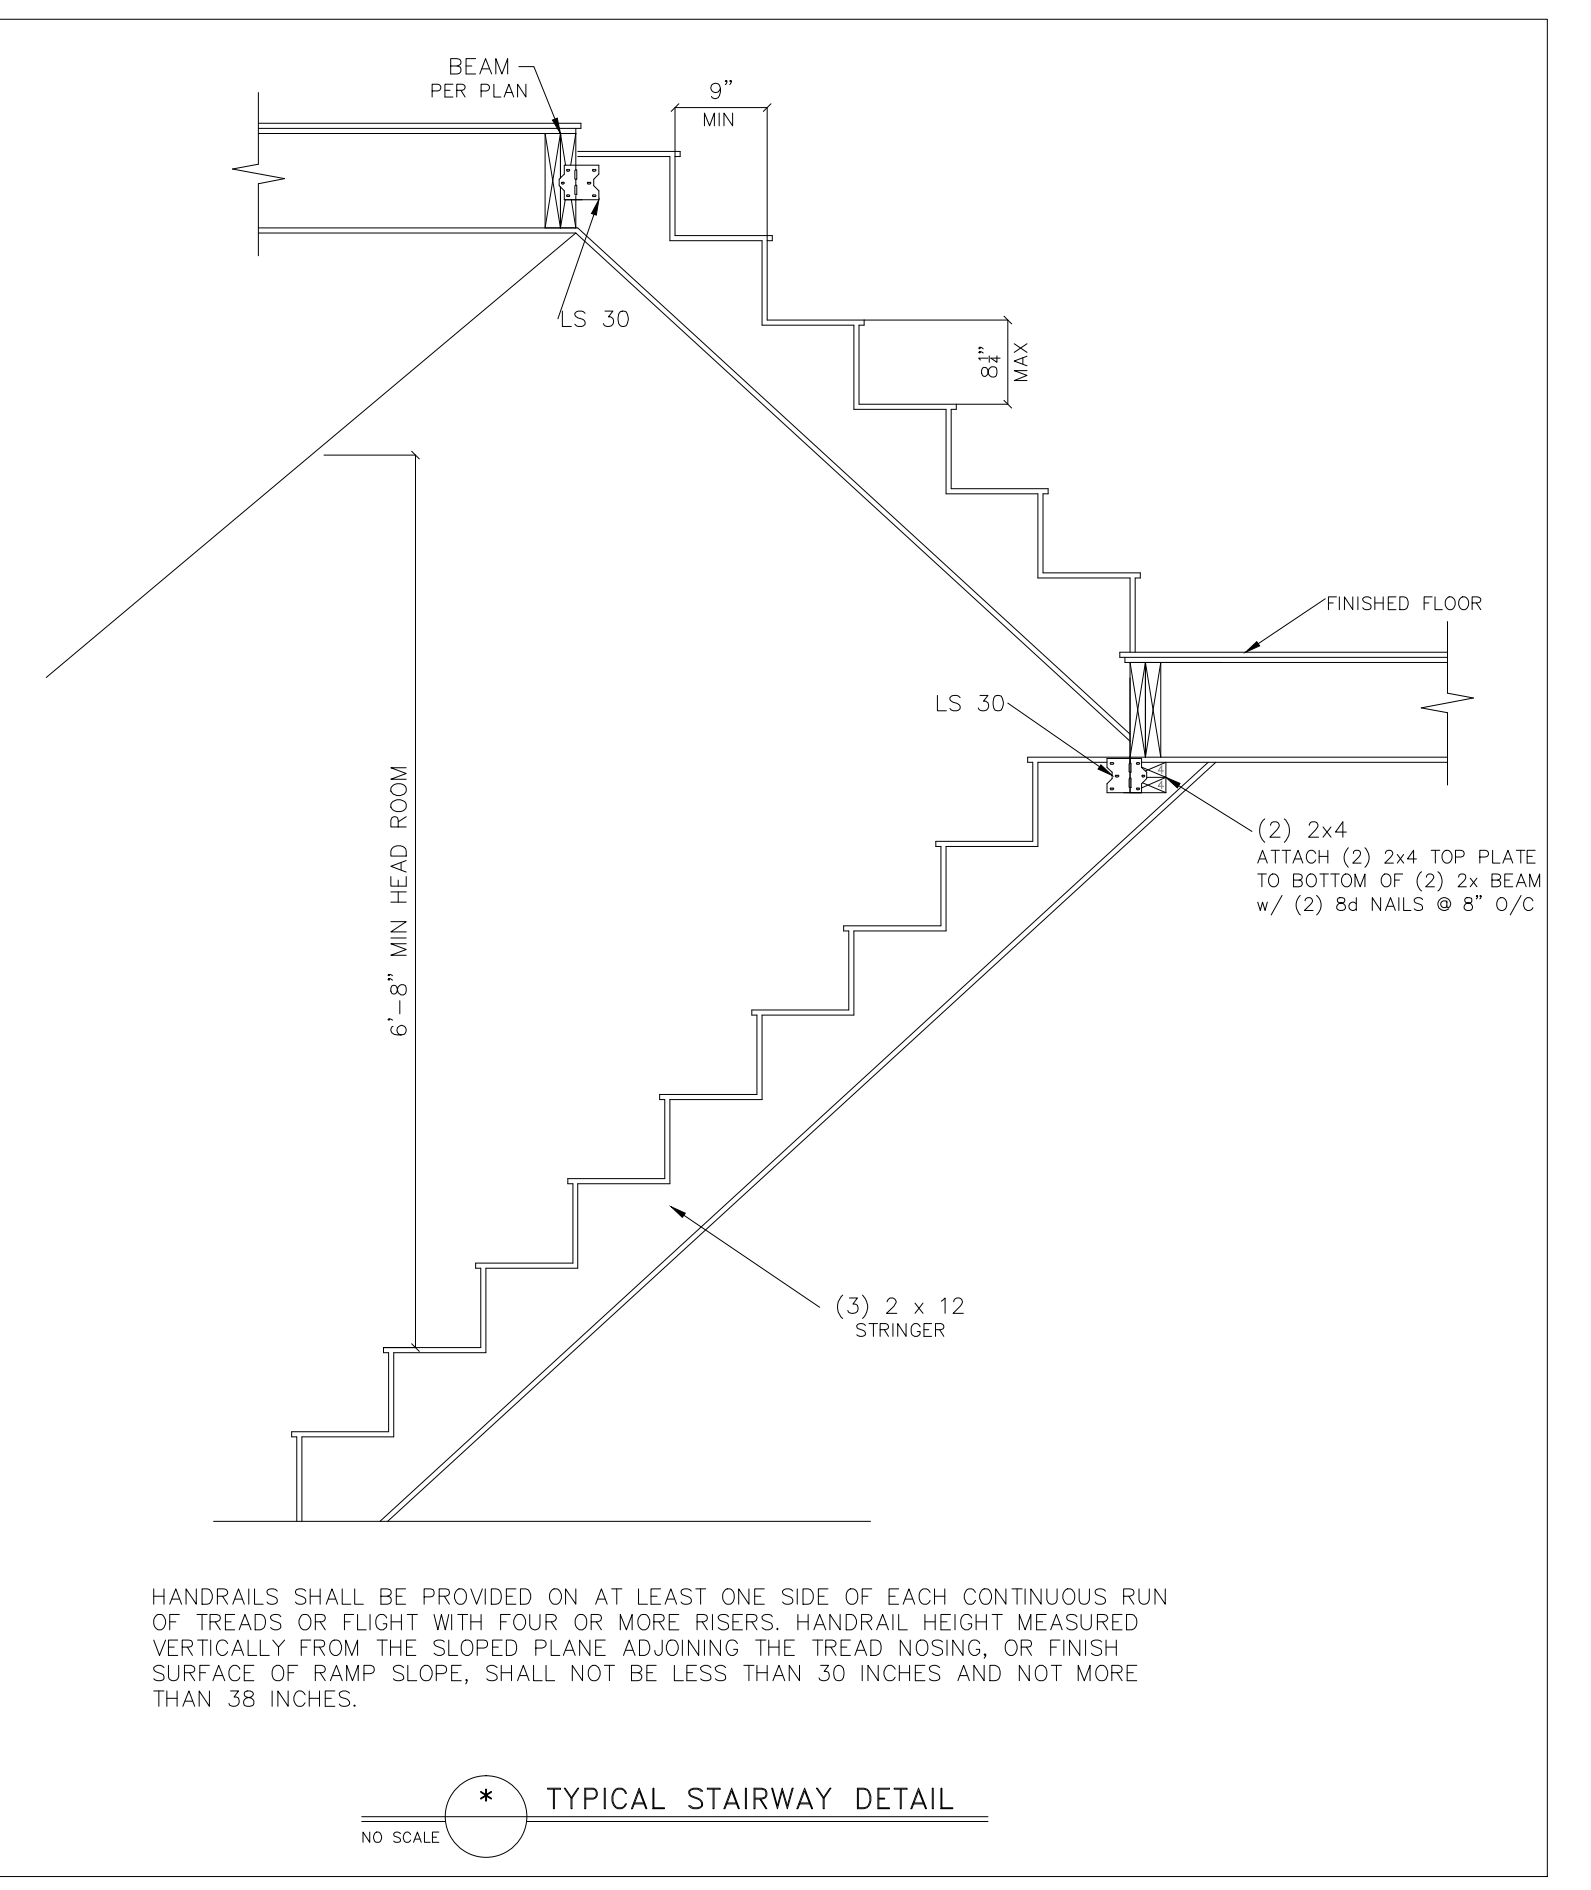 BEAM
PER PLAN
9”
MIN
LS 30
8¼”
MAX
FINISHED FLOOR
LS 30
6'-8” MIN HEAD ROOM
(2) 2x4
ATTACH (2) 2x4 TOP PLATE
TO BOTTOM OF (2) 2x BEAM
w/ (2) 8d NAILS @ 8” O/C
(3) 2 x 12
STRINGER
HANDRAILS SHALL BE PROVIDED ON AT LEAST ONE SIDE OF EACH CONTINUOUS RUN
OF TREADS OR FLIGHT WITH FOUR OR MORE RISERS. HANDRAIL HEIGHT MEASURED
VERTICALLY FROM THE SLOPED PLANE ADJOINING THE TREAD NOSING, OR FINISH
SURFACE OF RAMP SLOPE, SHALL NOT BE LESS THAN 30 INCHES AND NOT MORE
THAN 38 INCHES.
* TYPICAL STAIRWAY DETAIL
NO SCALE